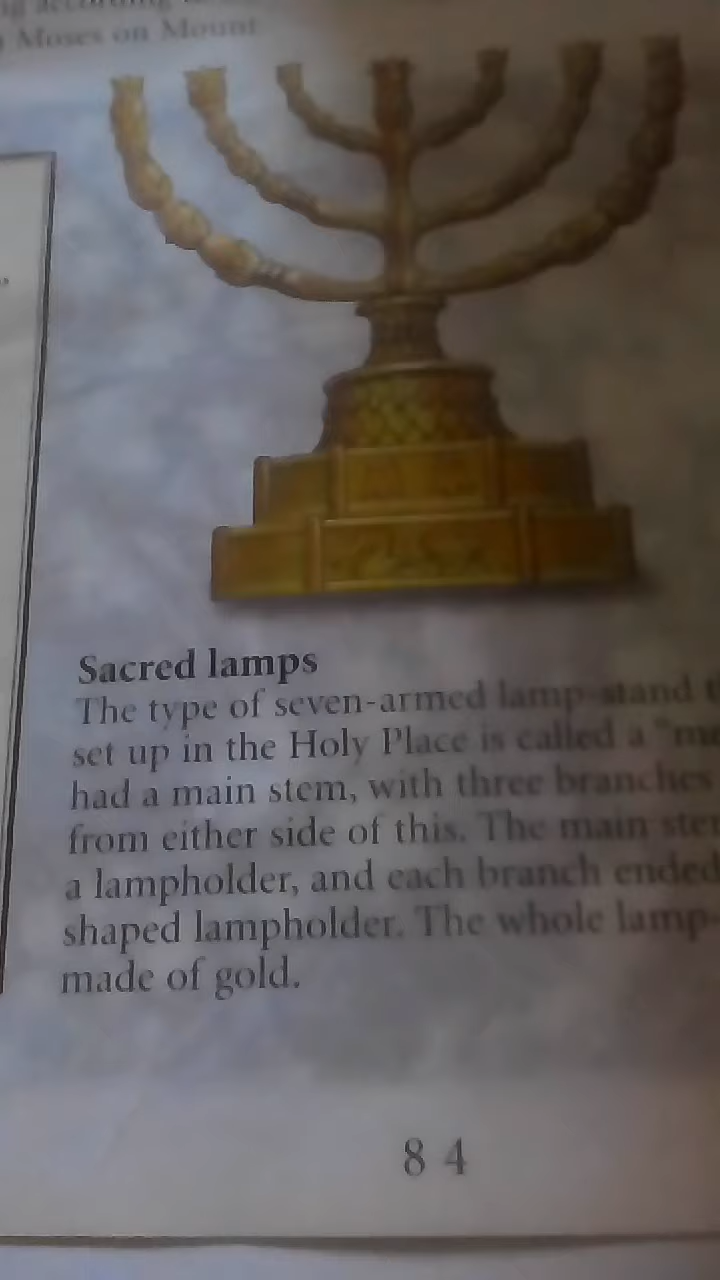 Moses on Mount
Sacred lamps
The type of seven-armed lamp-stand
set up in the Holy Place is called a "me
had a main stem, with three branches
from either side of this. The main ste
a lampholder, and each branch ended
shaped lampholder. The whole lamp-
made of gold.
84